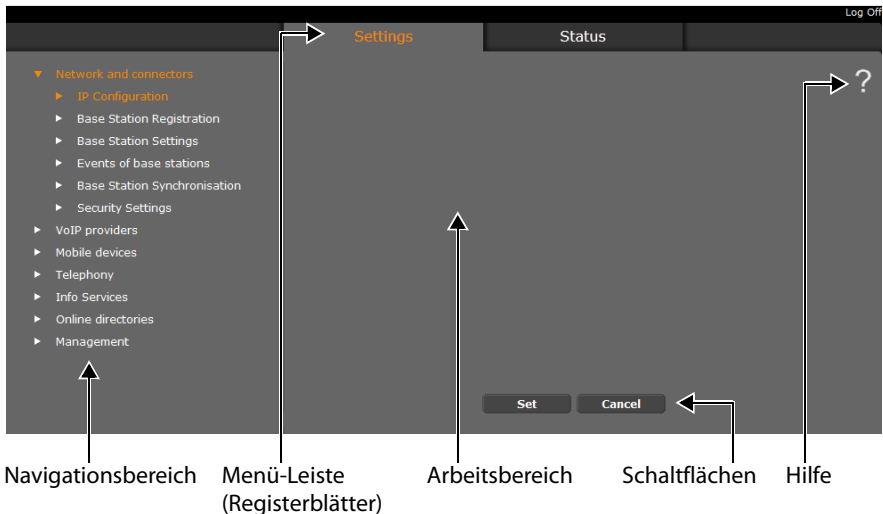 Log Off
Settings
Status
Network and connectors
IP Configuration
Base Station Registration
Base Station Settings
Events of base stations
Base Station Synchronisation
Security Settings
VoIP providers
Mobile devices
Telephony
Info Services
Online directories
Management
?
Set
Cancel
Navigationsbereich
Menü-Leiste
(Registerblätter)
Arbeitsbereich
Schaltflächen
Hilfe